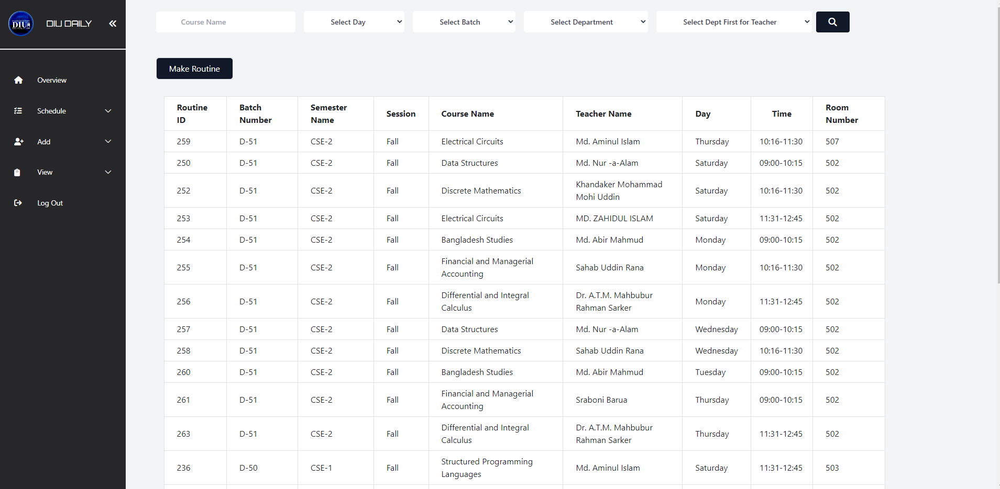 DIU
DIU DAILY
Course Name
Select Day
Select Batch
Select Department
Select Dept First for Teacher
Overview
Schedule
Add
View
Log Out
Make Routine
Routine ID Batch Number Semester Name Session Course Name Teacher Name Day Time Room Number
259 D-51 CSE-2 Fall Electrical Circuits Md. Aminul Islam Thursday 10:16-11:30 507
250 D-51 CSE-2 Fall Data Structures Md. Nur -a-Alam Saturday 09:00-10:15 502
252 D-51 CSE-2 Fall Discrete Mathematics Khandaker Mohammad Mohi Uddin Saturday 10:16-11:30 502
253 D-51 CSE-2 Fall Electrical Circuits MD. ZAHIDUL ISLAM Saturday 11:31-12:45 502
254 D-51 CSE-2 Fall Bangladesh Studies Md. Abir Mahmud Monday 09:00-10:15 502
255 D-51 CSE-2 Fall Financial and Managerial Accounting Sahab Uddin Rana Monday 10:16-11:30 502
256 D-51 CSE-2 Fall Differential and Integral Calculus Dr. A.T.M. Mahbubur Rahman Sarker Monday 11:31-12:45 502
257 D-51 CSE-2 Fall Data Structures Md. Nur -a-Alam Wednesday 09:00-10:15 502
258 D-51 CSE-2 Fall Discrete Mathematics Sahab Uddin Rana Wednesday 10:16-11:30 502
260 D-51 CSE-2 Fall Bangladesh Studies Md. Abir Mahmud Tuesday 09:00-10:15 502
261 D-51 CSE-2 Fall Financial and Managerial Accounting Sraboni Barua Thursday 09:00-10:15 502
263 D-51 CSE-2 Fall Differential and Integral Calculus Dr. A.T.M. Mahbubur Rahman Sarker Thursday 11:31-12:45 502
236 D-50 CSE-1 Fall Structured Programming Languages Md. Aminul Islam Saturday 11:31-12:45 503